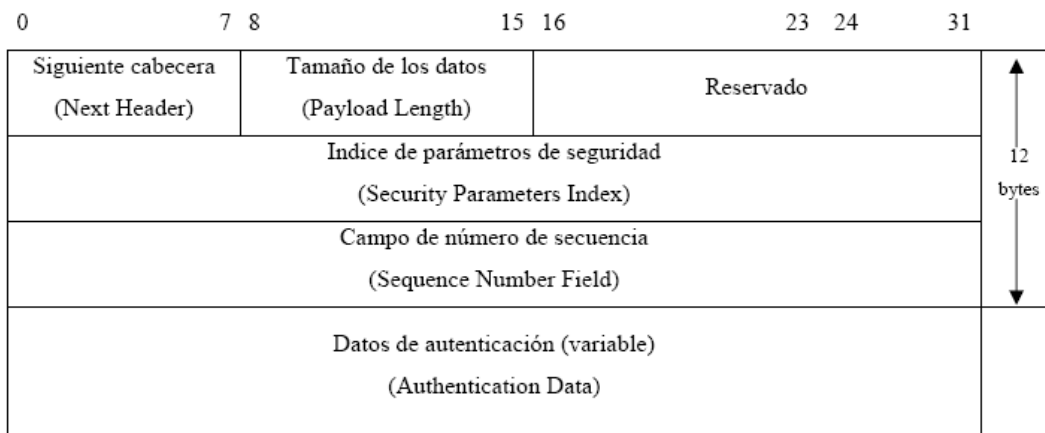 0 7 8 15 16 23 24 31
Siguiente cabecera
(Next Header)
Tamaño de los datos
(Payload Length)
Reservado
Indice de parámetros de seguridad
(Security Parameters Index)
12
bytes
Campo de número de secuencia
(Sequence Number Field)
Datos de autenticación (variable)
(Authentication Data)